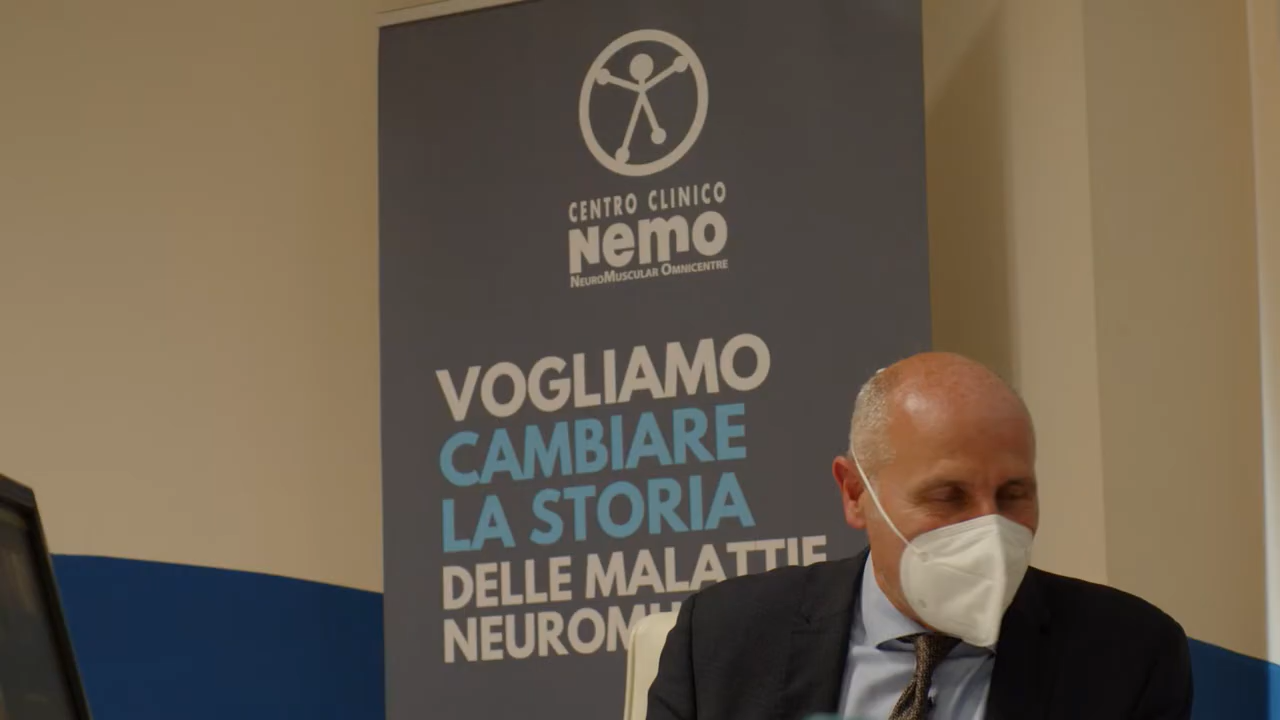 CENTRO CLINICO
NeMO
NEUROMUSCULAR OMNICENTRE
VOGLIAMO
CAMBIARE
LA STORIA
DELLE MALATTIE